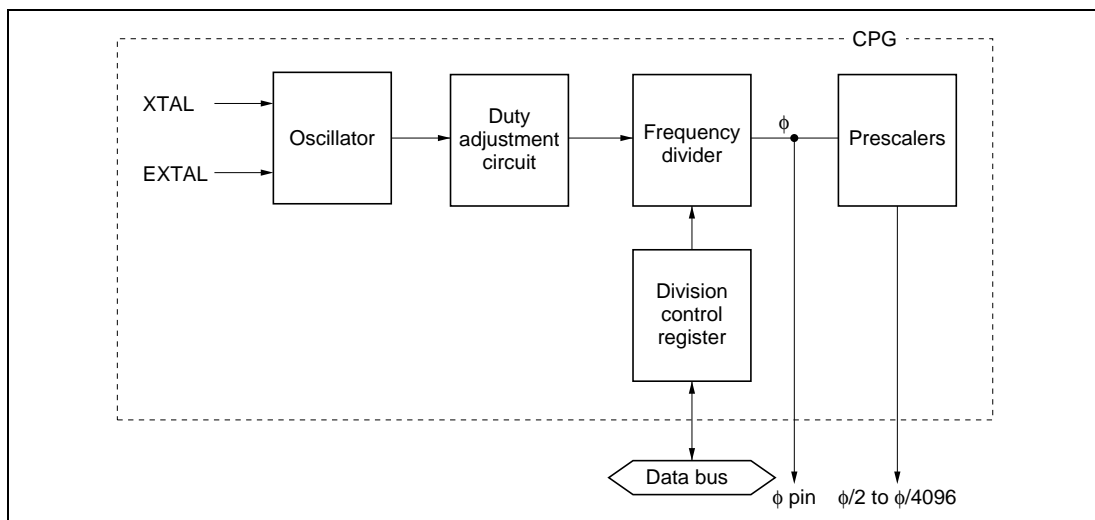 CPG
XTAL
EXTAL
Oscillator
Duty
adjustment
circuit
Frequency
divider
ϕ
Prescalers
Division
control
register
Data bus
ϕ pin
ϕ/2 to ϕ/4096